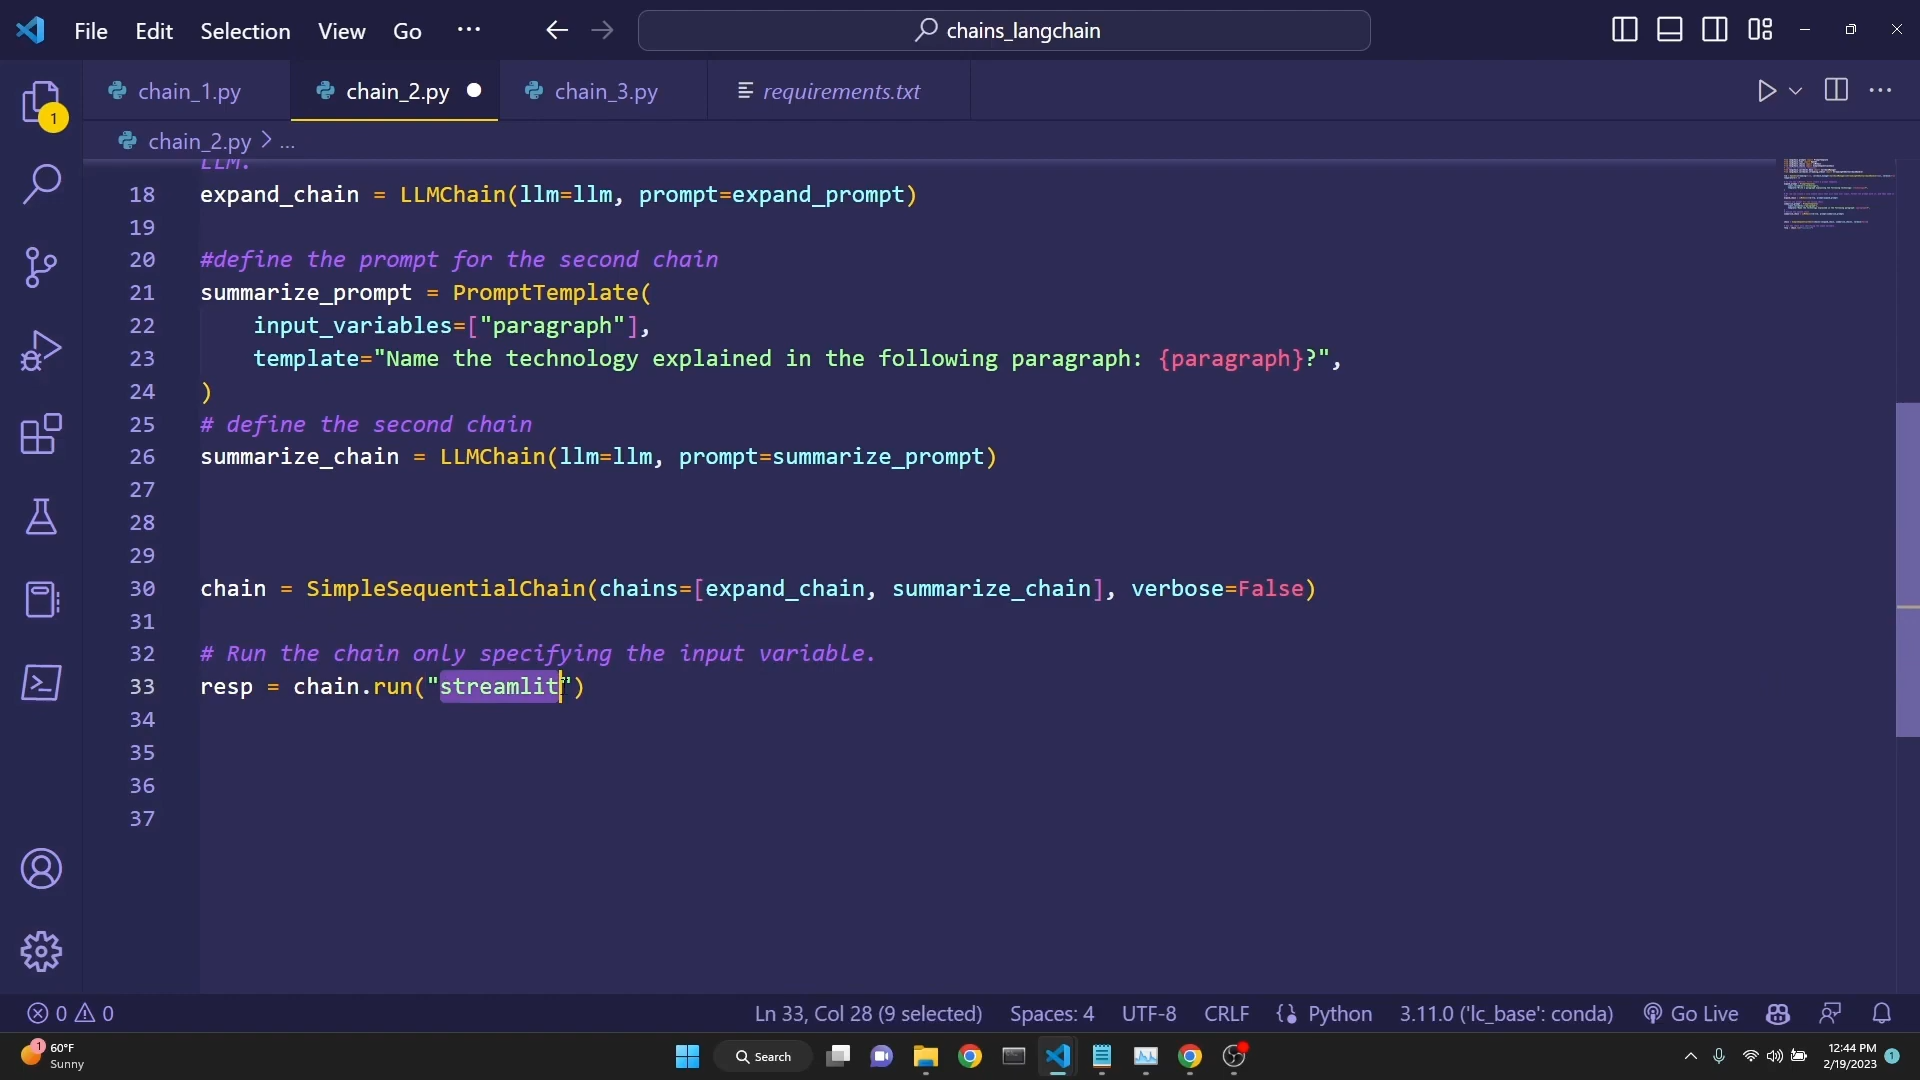 File Edit Selection View Go ... chains_langchain
chain_1.py chain_2.py chain_3.py requirements.txt
1
chain_2.py > ...
LLM.
18 expand_chain = LLMChain(llm=llm, prompt=expand_prompt)
19
20 #define the prompt for the second chain
21 summarize_prompt = PromptTemplate(
22 input_variables=["paragraph"],
23 template="Name the technology explained in the following paragraph: {paragraph}?",
24 )
25 # define the second chain
26 summarize_chain = LLMChain(llm=llm, prompt=summarize_prompt)
27
28
29
30 chain = SimpleSequentialChain(chains=[expand_chain, summarize_chain], verbose=False)
31
32 # Run the chain only specifying the input variable.
33 resp = chain.run("streamlit")
34
35
36
37
0 0 Ln 33, Col 28 (9 selected) Spaces: 4 UTF-8 CRLF Python 3.11.0 ('lc_base': conda) Go Live
1 60°F
Sunny
Search
12:44 PM
2/19/2023
1